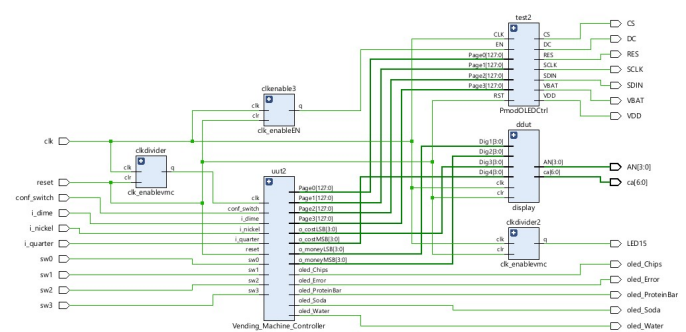 test2
CLK
CS
EN
DC
Page0[127:0]
RES
Page1[127:0]
SCLK
Page2[127:0]
SDIN
Page3[127:0]
VBAT
RST
VDD
PmodOLEDCtrl
CS
DC
RES
SCLK
SDIN
VBAT
VDD
clkenable3
clk
q
clr
clk_enableEN
ddut
Dig1[3:0]
Dig2[3:0]
Dig3[3:0]
AN[3:0]
Dig4[3:0]
ca[6:0]
clk
clr
display
AN[3:0]
ca[6:0]
clk
clkdivider
clk
q
clr
clk_enablevmc
reset
conf_switch
i_dime
i_nickel
i_quarter
sw0
sw1
sw2
sw3
uut2
Page0[127:0]
clk
Page1[127:0]
conf_switch
Page2[127:0]
i_dime
Page3[127:0]
i_nickel
o_costLSB[3:0]
i_quarter
o_costMSB[3:0]
reset
o_moneyLSB[3:0]
sw0
o_moneyMSB[3:0]
sw1
oled_Chips
sw2
oled_Error
sw3
oled_ProteinBar
oled_Soda
oled_Water
Vending_Machine_Controller
clkdivider2
clk
q
clr
clk_enablevmc
LED15
oled_Chips
oled_Error
oled_ProteinBar
oled_Soda
oled_Water